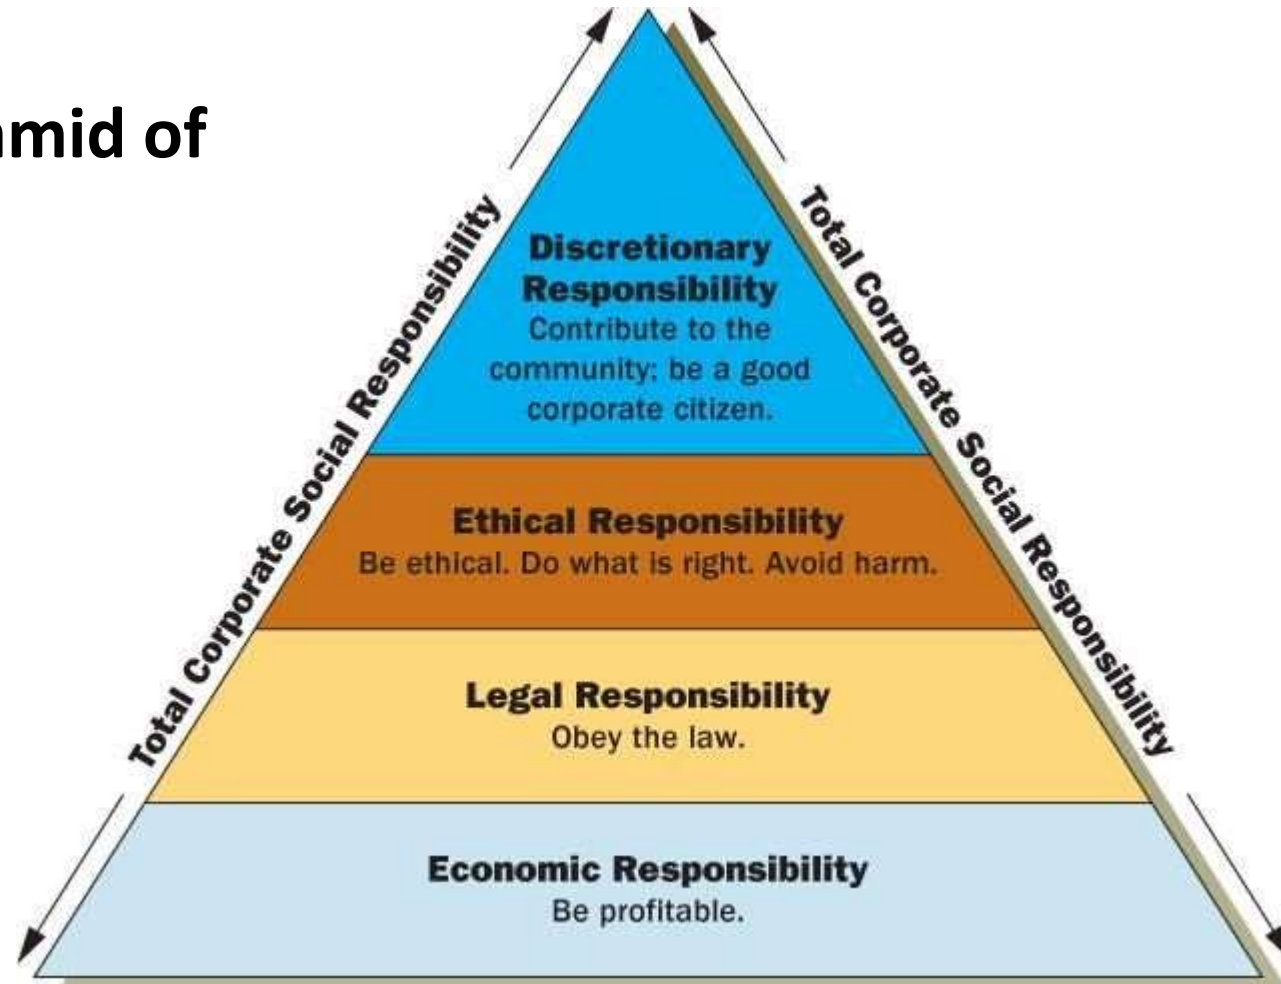 amid of
Total Corporate Social Responsibility
Total Corporate Social Responsibility
Discretionary
Responsibility
Contribute to the
community; be a good
corporate citizen.
Ethical Responsibility
Be ethical. Do what is right. Avoid harm.
Legal Responsibility
Obey the law.
Economic Responsibility
Be profitable.